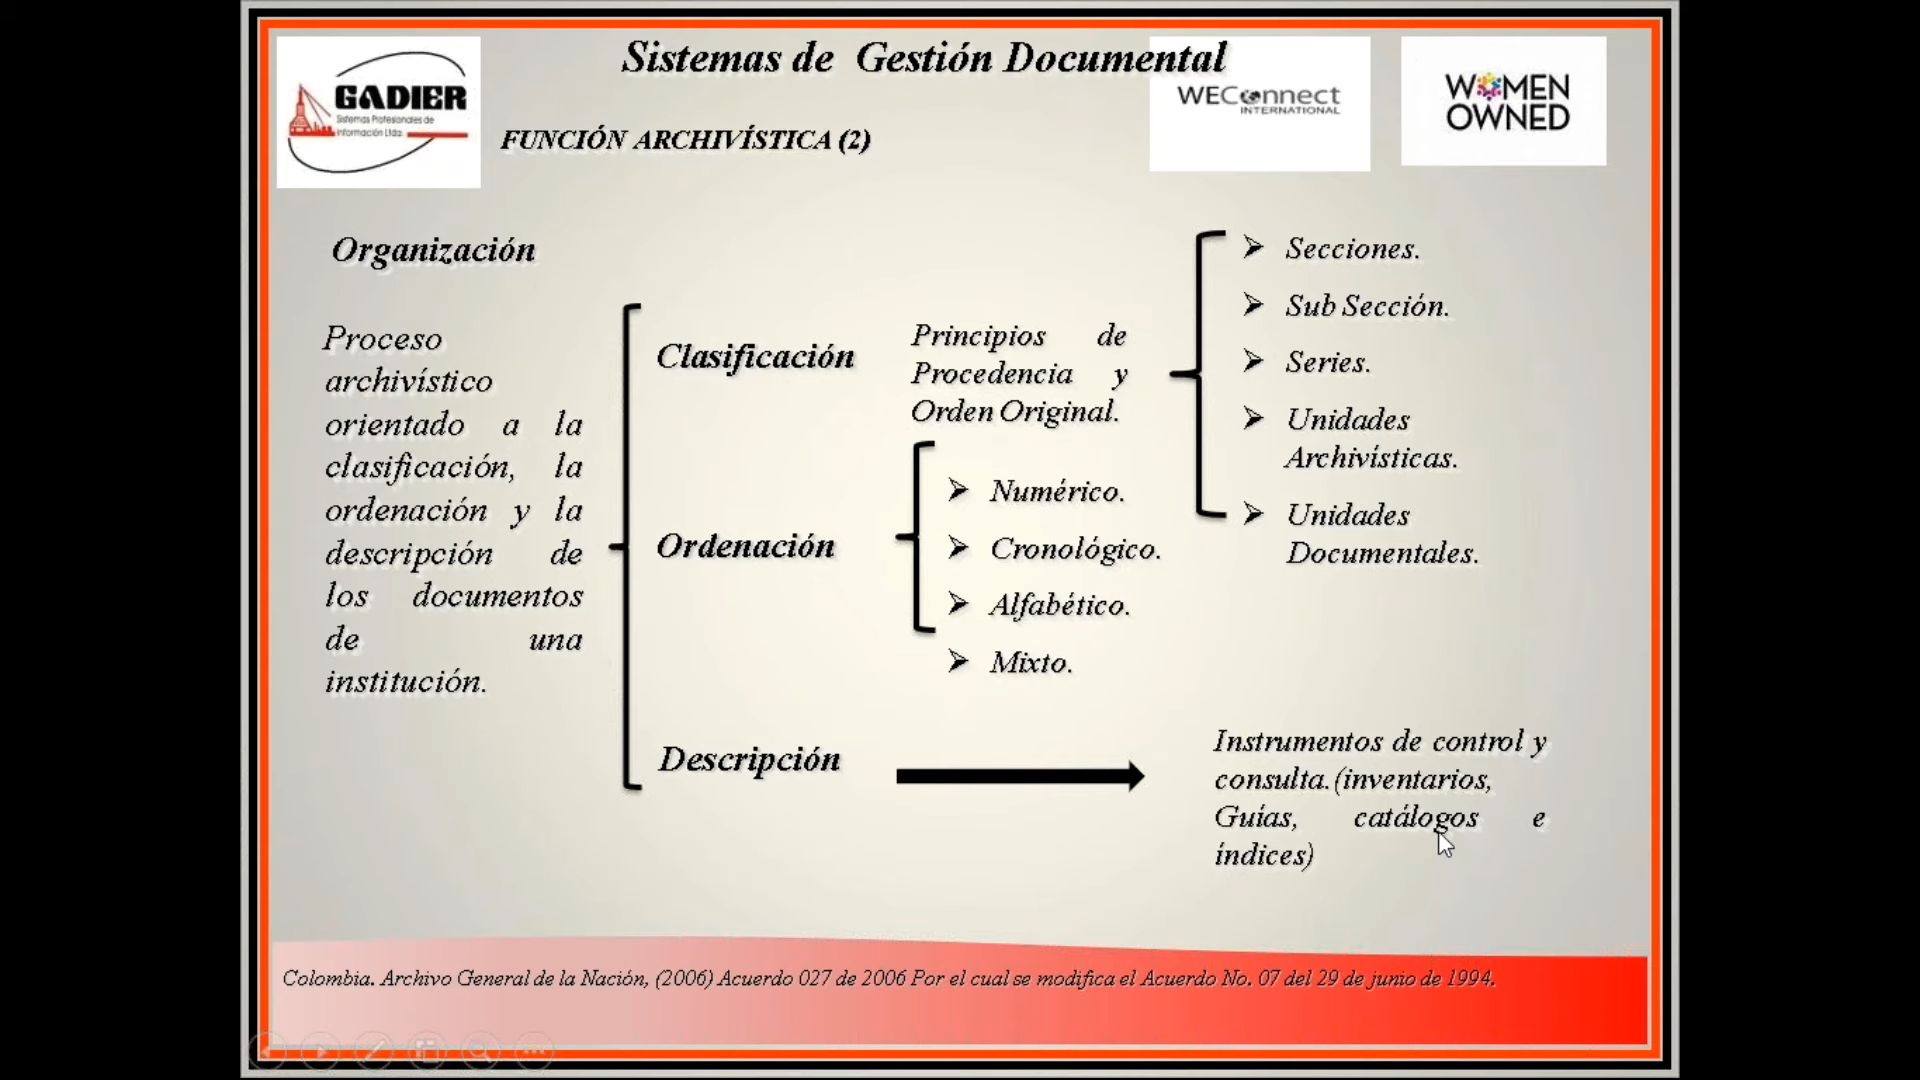 Sistemas de Gestión Documental
GADIER
Sistemas Profesionales de
Información Ltda.
WEConnect
INTERNATIONAL
WOMEN
OWNED
FUNCIÓN ARCHIVÍSTICA (2)
Organización
Proceso
archivístico
orientado a la
clasificación, la
ordenación y la
descripción de
los documentos
de una
institución.
Clasificación
Principios de
Procedencia y
Orden Original.
Secciones.
Sub Sección.
Series.
Unidades
Archivísticas.
Unidades
Documentales.
Ordenación
Numérico.
Cronológico.
Alfabético.
Mixto.
Descripción
Instrumentos de control y
consulta.(inventarios,
Guías, catálogos e
índices)
Colombia. Archivo General de la Nación, (2006) Acuerdo 027 de 2006 Por el cual se modifica el Acuerdo No. 07 del 29 de junio de 1994.